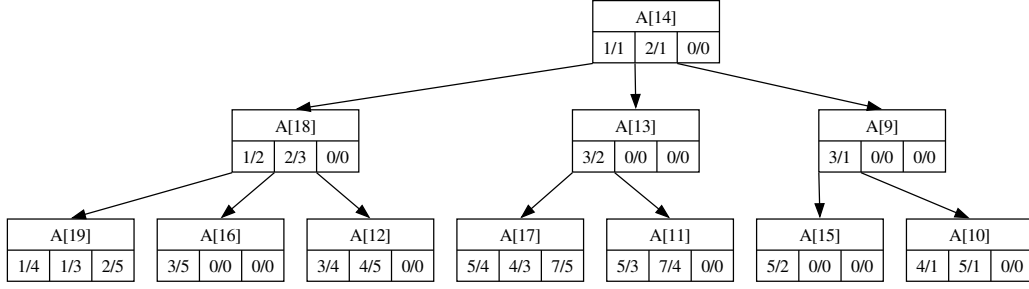 A[14]
1/1 2/1 0/0
A[18] A[13] A[9]
1/2 2/3 0/0 3/2 0/0 0/0 3/1 0/0 0/0
A[19] A[16] A[12] A[17] A[11] A[15] A[10]
1/4 1/3 2/5 3/5 0/0 0/0 3/4 4/5 0/0 5/4 4/3 7/5 5/3 7/4 0/0 5/2 0/0 0/0 4/1 5/1 0/0